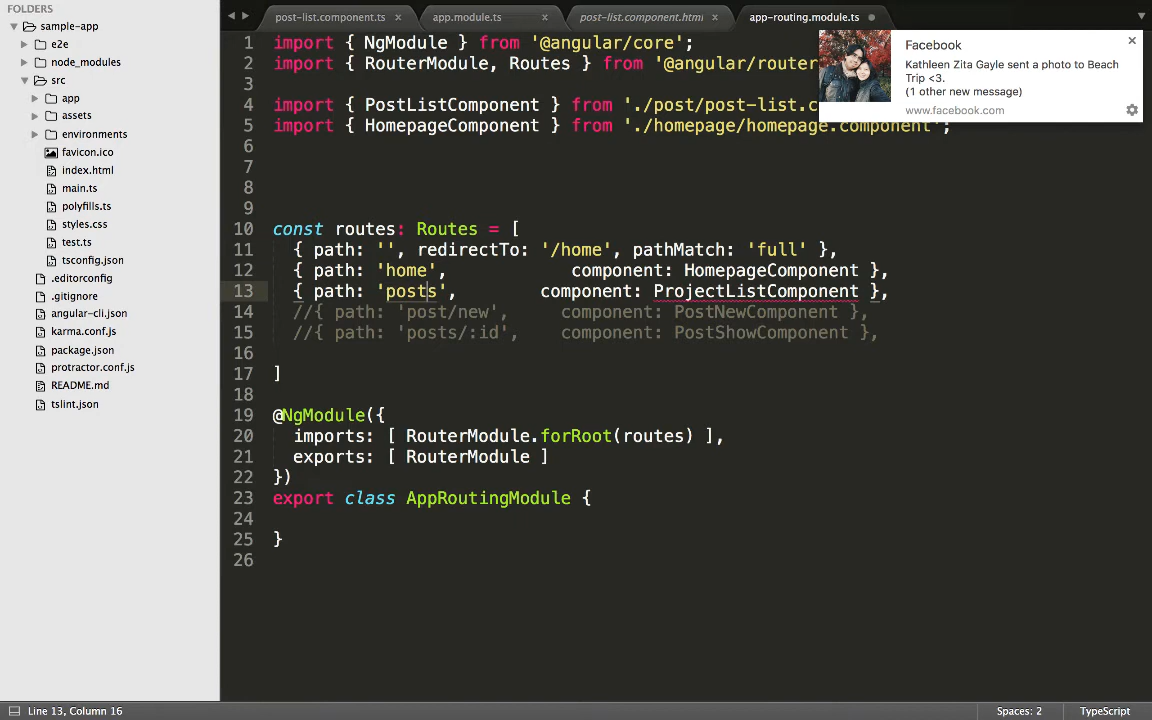 FOLDERS
sample-app
e2e
node_modules
src
app
assets
environments
favicon.ico
index.html
main.ts
polyfills.ts
styles.css
test.ts
tsconfig.json
.editorconfig
.gitignore
angular-cli.json
karma.conf.js
package.json
protractor.conf.js
README.md
tslint.json
post-list.component.ts ×
app.module.ts ×
post-list.component.html ×
app-routing.module.ts
1 import { NgModule } from '@angular/core';
2 import { RouterModule, Routes } from '@angular/router
3
4 import { PostListComponent } from './post/post-list.c
5 import { HomepageComponent } from './homepage/homepage.component';
6
7
8
9
10 const routes: Routes = [
11 { path: '', redirectTo: '/home', pathMatch: 'full' },
12 { path: 'home', component: HomepageComponent },
13 { path: 'posts', component: ProjectListComponent },
14 //{ path: 'post/new', component: PostNewComponent },
15 //{ path: 'posts/:id', component: PostShowComponent },
16
17 ]
18
19 @NgModule({
20 imports: [ RouterModule.forRoot(routes) ],
21 exports: [ RouterModule ]
22 })
23 export class AppRoutingModule {
24
25 }
26
Facebook
Kathleen Zita Gayle sent a photo to Beach
Trip <3.
(1 other new message)
www.facebook.com
Line 13, Column 16
Spaces: 2
TypeScript